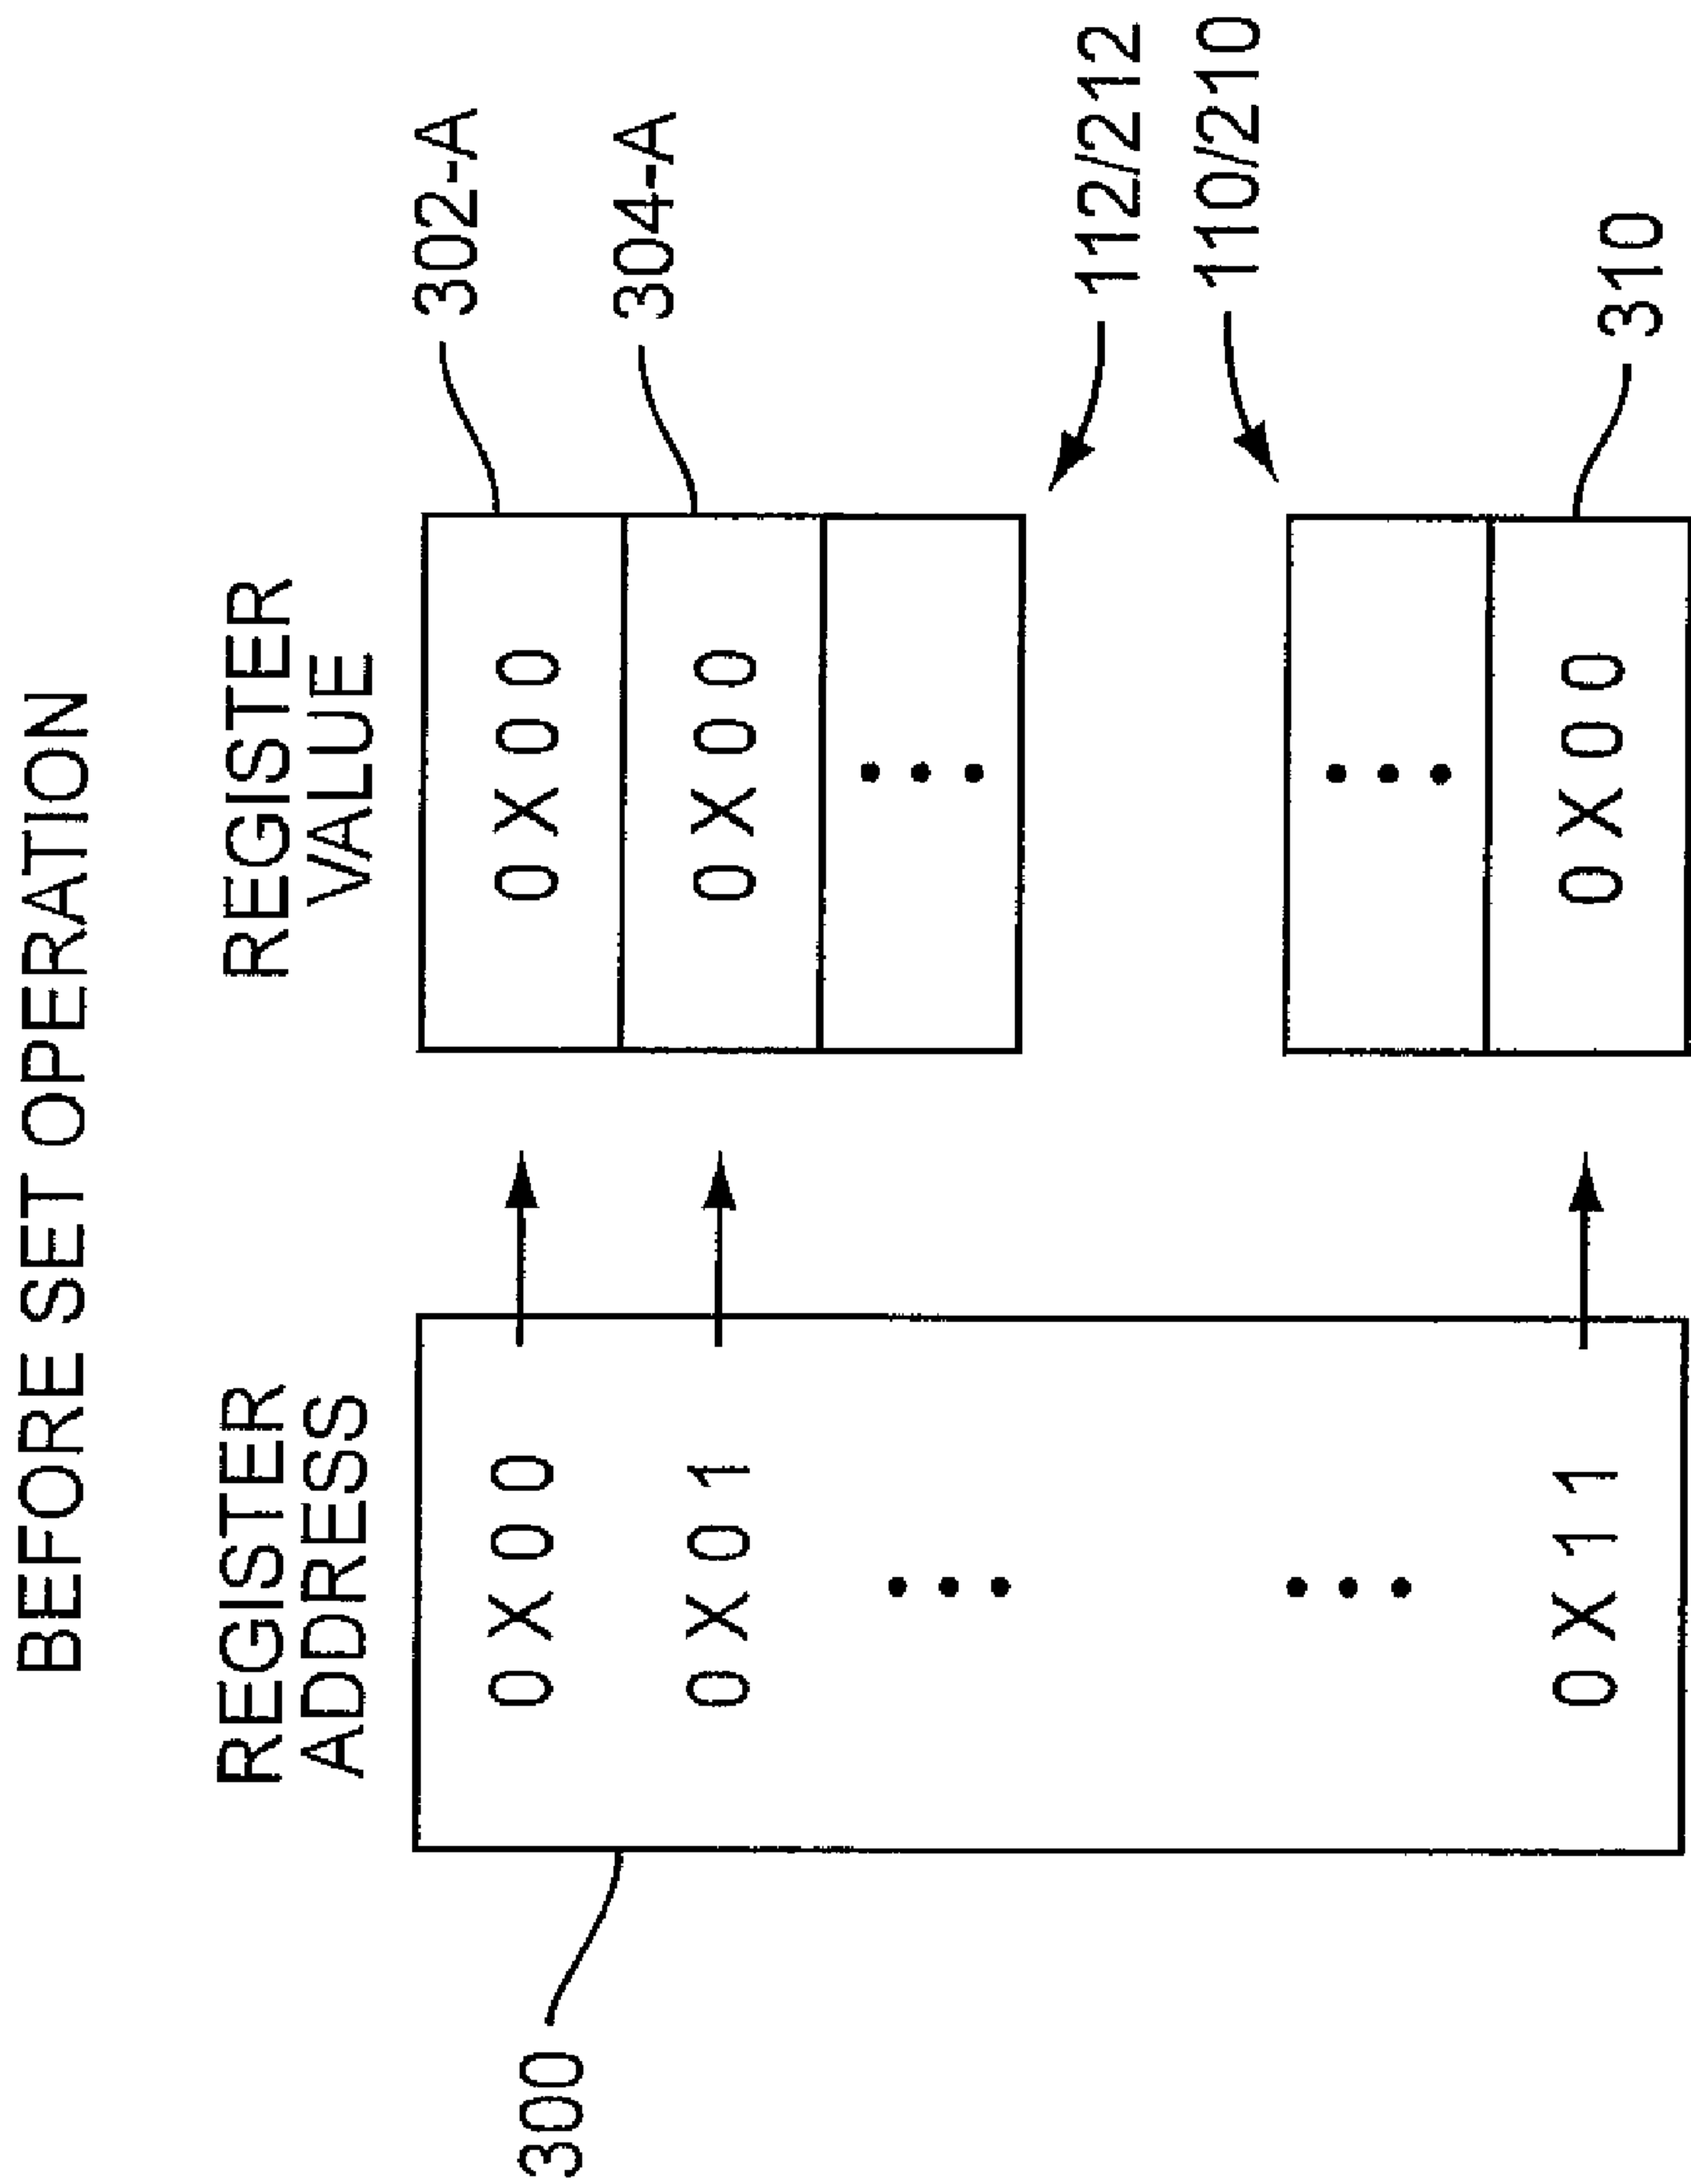 BEFORE SET OPERATION
REGISTER
ADDRESS
REGISTER
VALUE
300
0X00
0X00
302-A
0X01
0X00
304-A
...
...
112/212
110/210
...
...
0X11
0X00
310